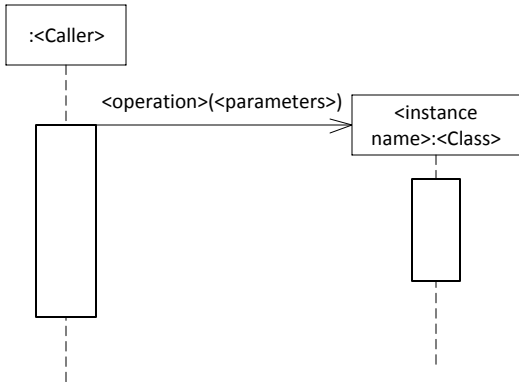 :<Caller>
<operation>(<parameters>)
<instance
name>:<Class>